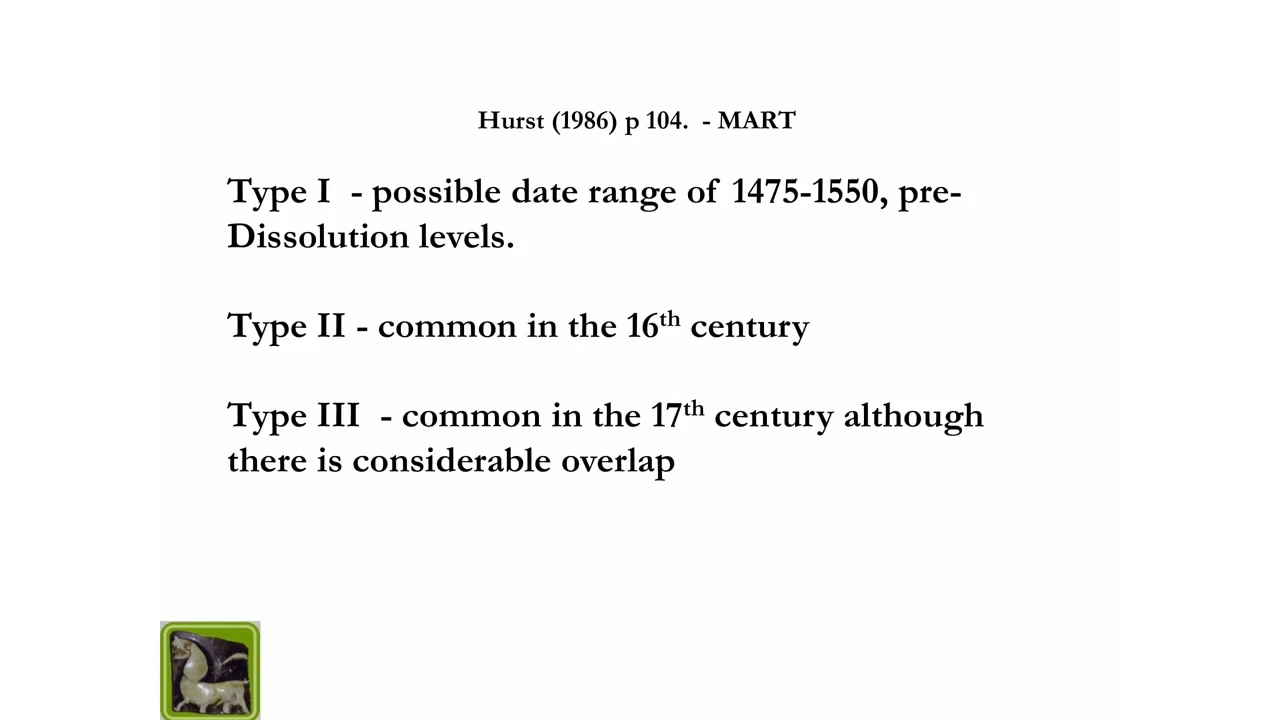 Hurst (1986) p 104.  - MART
Type I  - possible date range of 1475-1550, pre-
Dissolution levels.
Type II - common in the 16th century
Type III  - common in the 17th century although
there is considerable overlap